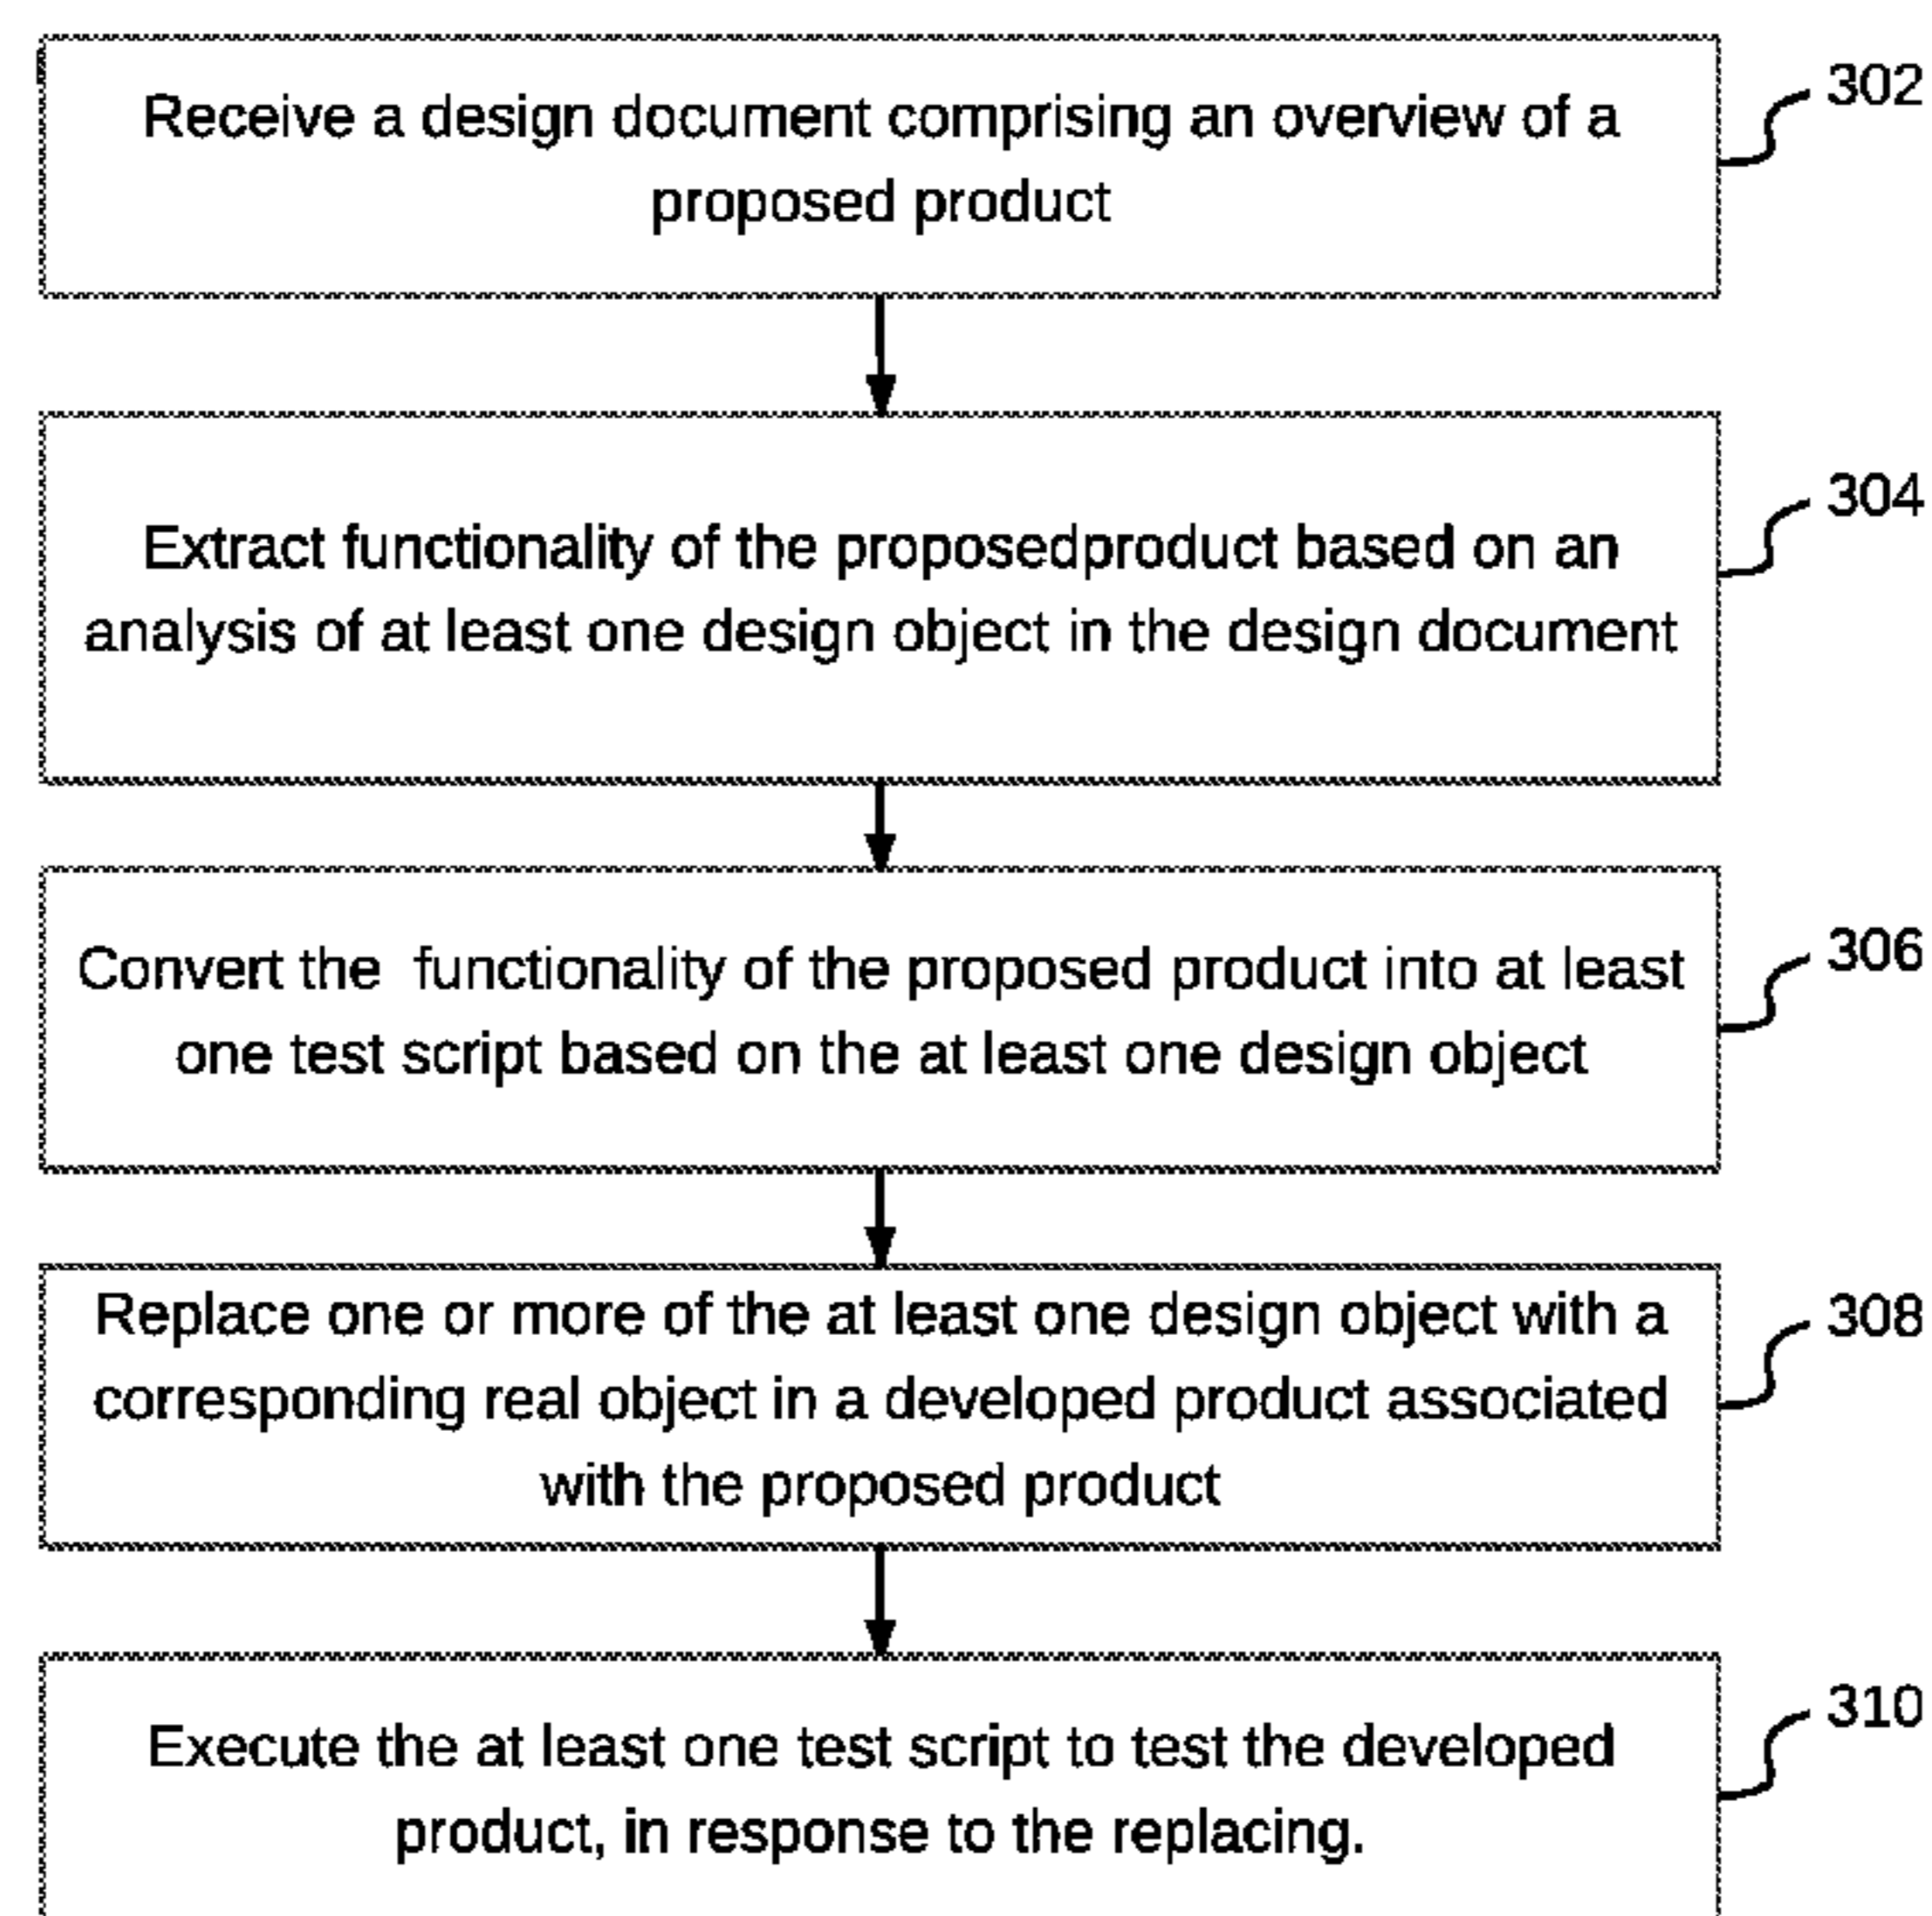 Receive a design document comprising an overview of a
proposed product
302
Extract functionality of the proposedproduct based on an
analysis of at least one design object in the design document
304
Convert the  functionality of the proposed product into at least
one test script based on the at least one design object
306
Replace one or more of the at least one design object with a
corresponding real object in a developed product associated
with the proposed product
308
Execute the at least one test script to test the developed
product, in response to the replacing.
310